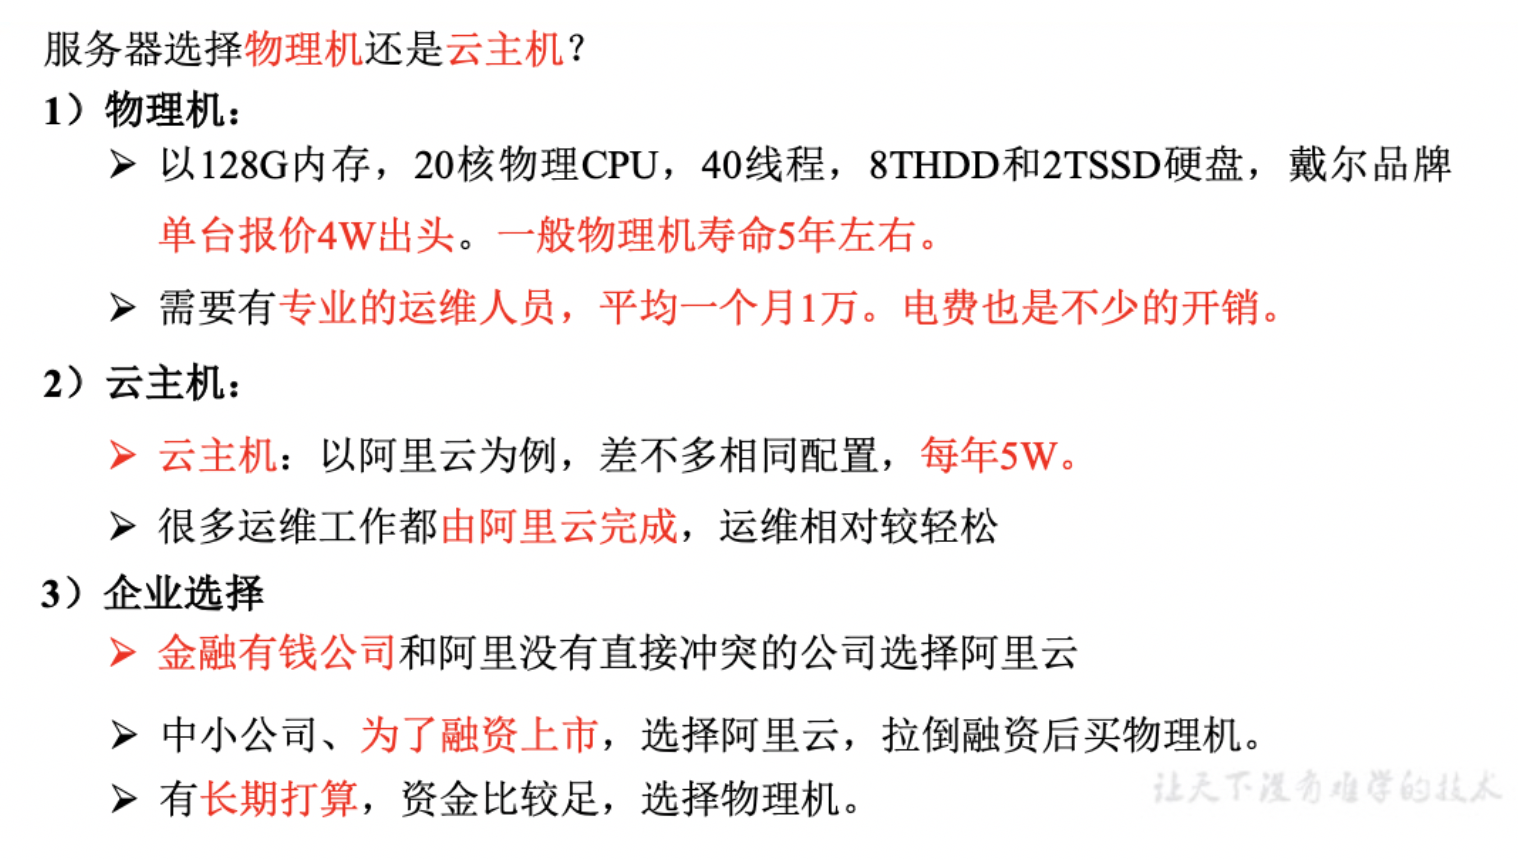 服务器选择物理机还是云主机？
1）物理机：
➢ 以128G内存，20核物理CPU，40线程，8THDD和2TSSD硬盘，戴尔品牌
单台报价4W出头。一般物理机寿命5年左右。
➢ 需要有专业的运维人员，平均一个月1万。电费也是不少的开销。
2）云主机：
➢ 云主机：以阿里云为例，差不多相同配置，每年5W。
➢ 很多运维工作都由阿里云完成，运维相对较轻松
3）企业选择
➢ 金融有钱公司和阿里没有直接冲突的公司选择阿里云
➢ 中小公司、为了融资上市，选择阿里云，拉倒融资后买物理机。
➢ 有长期打算，资金比较足，选择物理机。
让天下没有难学的技术